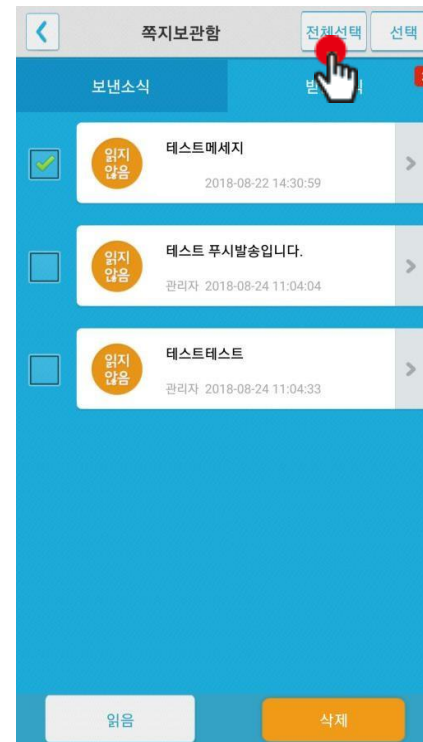 쪽지보관함 전체선택 선택
보낸소식
읽지
않음
테스트메세지
2018-08-22 14:30:59
읽지
않음
테스트 푸시발송입니다.
관리자 2018-08-24 11:04:04
읽지
않음
테스트테스트
관리자 2018-08-24 11:04:33
읽음 삭제